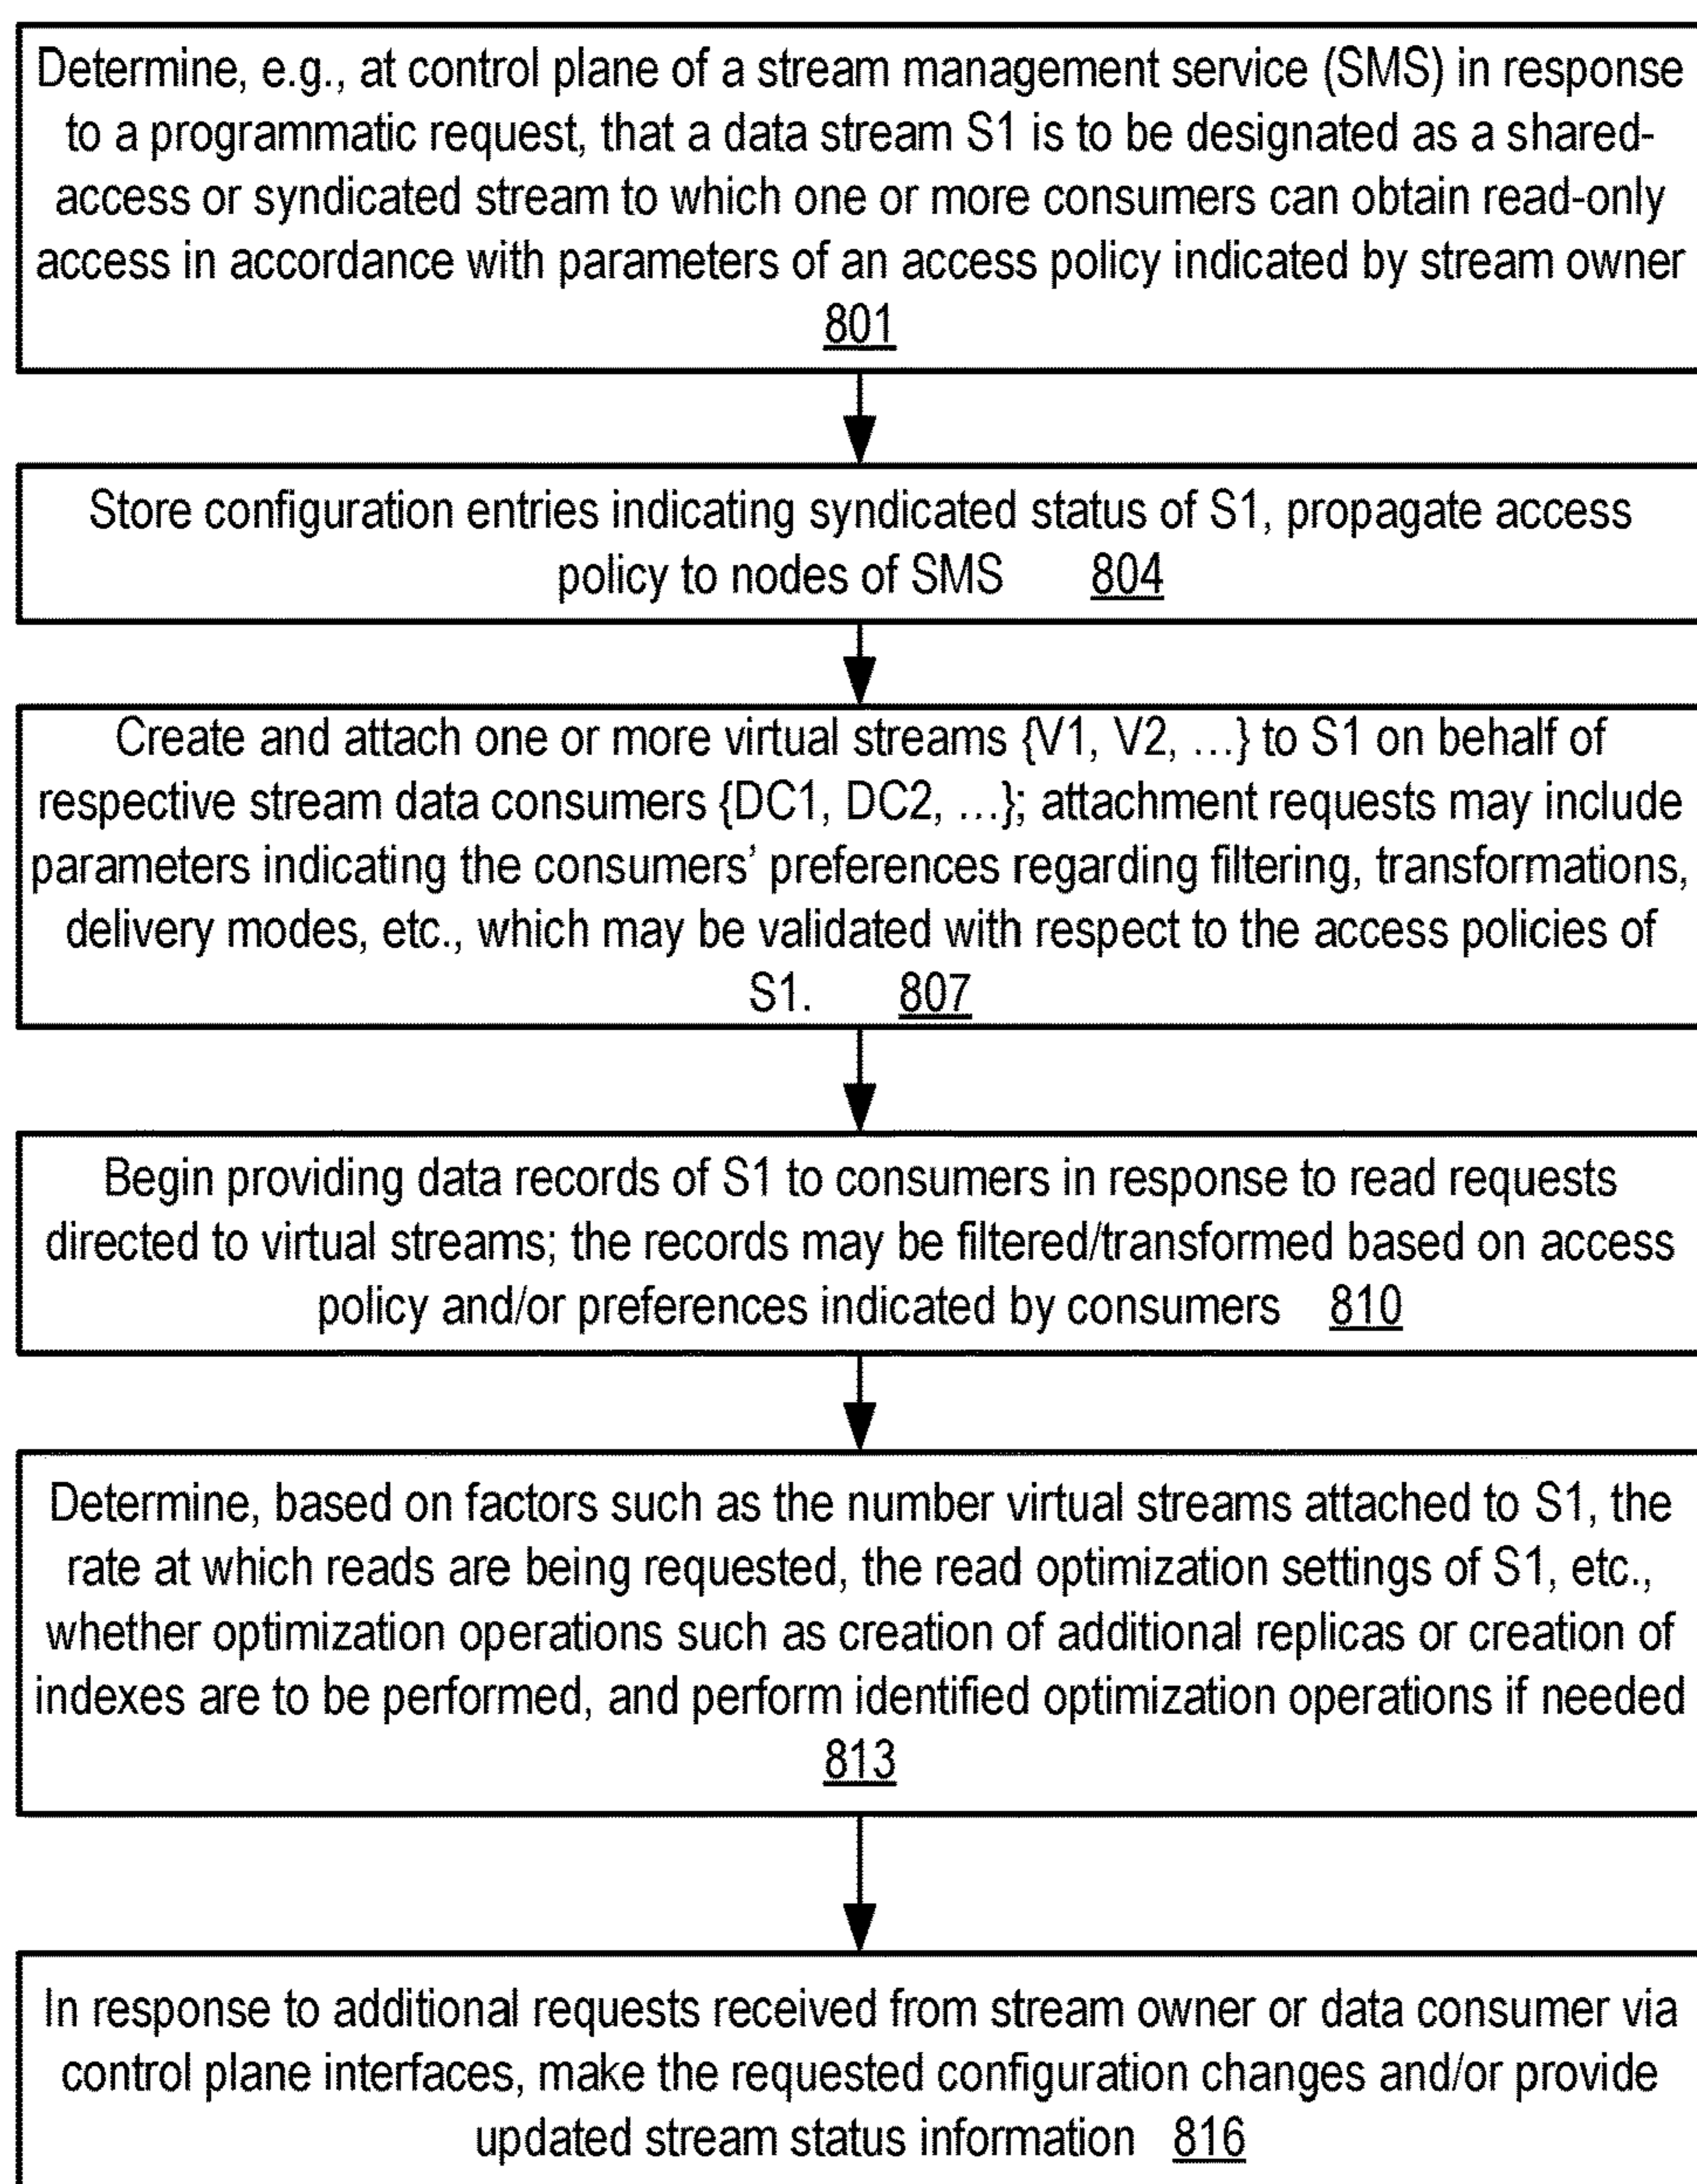 Determine, e.g., at control plane of a stream management service (SMS) in response
to a programmatic request, that a data stream S1 is to be designated as a shared-
access or syndicated stream to which one or more consumers can obtain read-only
access in accordance with parameters of an access policy indicated by stream owner
801
Store configuration entries indicating syndicated status of S1, propagate access
policy to nodes of SMS 804
Create and attach one or more virtual streams {V1, V2, …} to S1 on behalf of
respective stream data consumers {DC1, DC2, …}; attachment requests may include
parameters indicating the consumers’ preferences regarding filtering, transformations,
delivery modes, etc., which may be validated with respect to the access policies of
S1. 807
Begin providing data records of S1 to consumers in response to read requests
directed to virtual streams; the records may be filtered/transformed based on access
policy and/or preferences indicated by consumers 810
Determine, based on factors such as the number virtual streams attached to S1, the
rate at which reads are being requested, the read optimization settings of S1, etc.,
whether optimization operations such as creation of additional replicas or creation of
indexes are to be performed, and perform identified optimization operations if needed
813
In response to additional requests received from stream owner or data consumer via
control plane interfaces, make the requested configuration changes and/or provide
updated stream status information 816